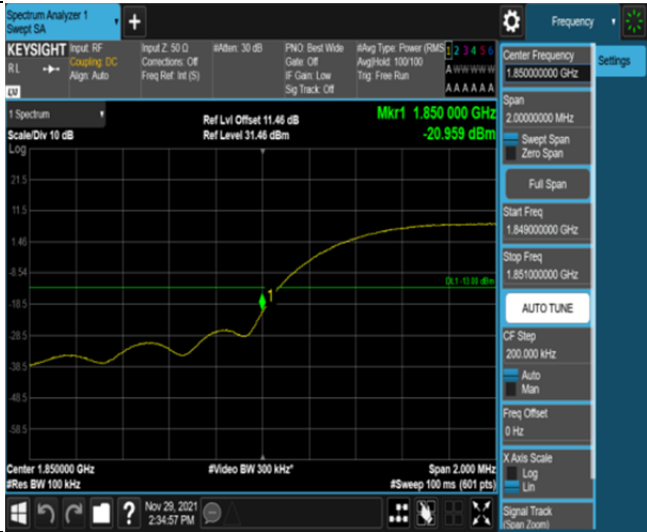 Spectrum Analyzer 1
Swept SA
Frequency
KEYSIGHT
RL
LV
Input: RF
Coupling: DC
Align: Auto
Input Z: 50 Ω
Corrections: Off
Freq Ref: Int (S)
#Atten: 30 dB
PNO: Best Wide
Gate: Off
IF Gain: Low
Sig Track: Off
#Avg Type: Power (RMS
Avg|Hold: 100/100
Trig: Free Run
1 2 3 4 5 6
A W W W W W
A A A A A A
Center Frequency
1.850000000 GHz
Settings
Span
2.00000000 MHz
Swept Span
Zero Span
Full Span
Start Freq
1.849000000 GHz
Stop Freq
1.851000000 GHz
AUTO TUNE
CF Step
200.000 kHz
Auto
Man
Freq Offset
0 Hz
X Axis Scale
Log
Lin
Signal Track
(Span Zoom)
1 Spectrum
Scale/Div 10 dB
Log
Ref Lvl Offset 11.46 dB
Ref Level 31.46 dBm
Mkr1 1.850 000 GHz
-20.959 dBm
21.5
11.5
1.46
-8.54
-18.5
-28.5
-38.5
-48.5
-58.5
DL1 -13.00 dBm
1
Center 1.850000 GHz
#Res BW 100 kHz
#Video BW 300 kHz*
Span 2.000 MHz
#Sweep 100 ms (601 pts)
?
Nov 29, 2021
2:34:57 PM